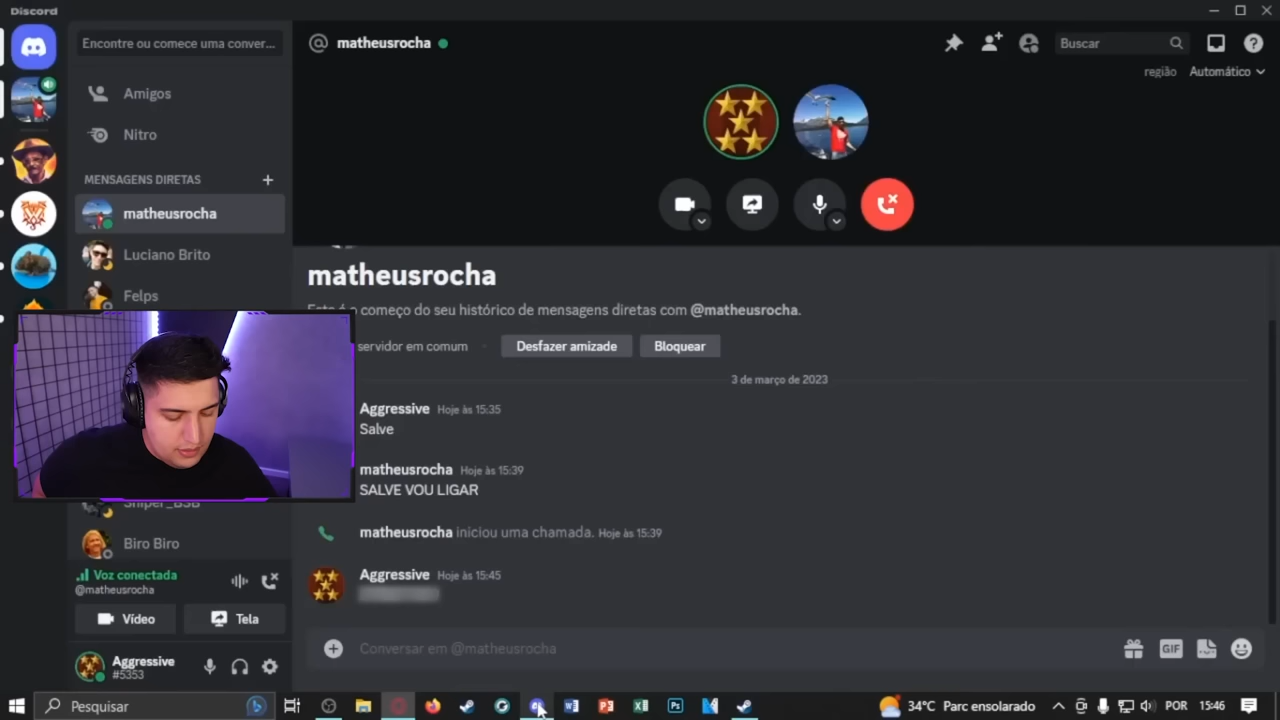 Discord
Encontre ou comece uma conver...
matheusrocha
Buscar
região Automático
Amigos
Nitro
MENSAGENS DIRETAS +
matheusrocha
Luciano Brito
Felps
Biro Biro
Voz conectada
@matheusrocha
Vídeo
Tela
Aggressive
#5353
matheusrocha
começo do seu histórico de mensagens diretas com @matheusrocha.
servidor em comum
Desfazer amizade
Bloquear
3 de março de 2023
Aggressive Hoje às 15:35
Salve
matheusrocha Hoje às 15:39
SALVE VOU LIGAR
matheusrocha iniciou uma chamada. Hoje às 15:39
Aggressive Hoje às 15:45
Conversar em @matheusrocha
GIF
Pesquisar
34°C Parc ensolarado
POR
15:46